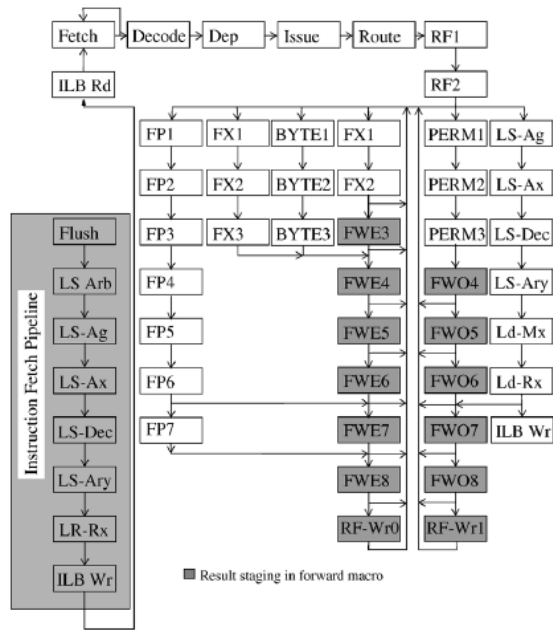 Fetch Decode Dep Issue Route RF1
ILB Rd RF2
FP1 FX1 BYTE1 FX1 PERM1 LS-Ag
FP2 FX2 BYTE2 FX2 PERM2 LS-Ax
Flush FP3 FX3 BYTE3 FWE3 PERM3 LS-Dec
LS Arb FP4 FWE4 FWO4 LS-Ary
LS-Ag FP5 FWE5 FWO5 Ld-Mx
LS-Ax FP6 FWE6 FWO6 Ld-Rx
LS-Dec FP7 FWE7 FWO7 ILB Wr
LS-Ary FWE8 FWO8
LR-Rx RF-Wr0 RF-Wr1
ILB Wr
Instruction Fetch Pipeline
Result staging in forward macro